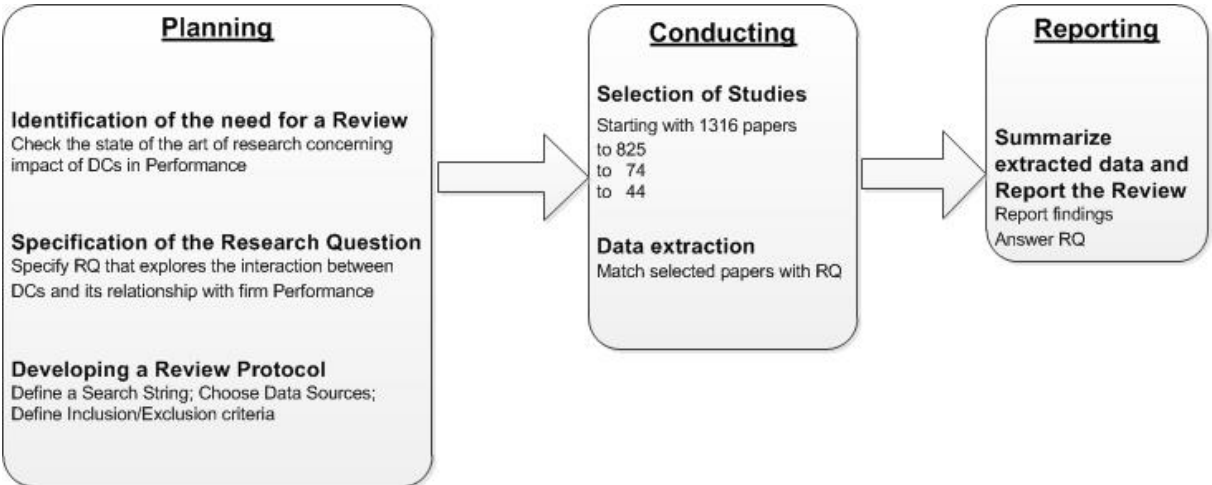 Planning
Identification of the need for a Review
Check the state of the art of research concerning
impact of DCs in Performance
Specification of the Research Question
Specify RQ that explores the interaction between
DCs and its relationship with firm Performance
Developing a Review Protocol
Define a Search String; Choose Data Sources;
Define Inclusion/Exclusion criteria
Conducting
Selection of Studies
Starting with 1316 papers
to 825
to 74
to 44
Data extraction
Match selected papers with RQ
Reporting
Summarize
extracted data and
Report the Review
Report findings
Answer RQ